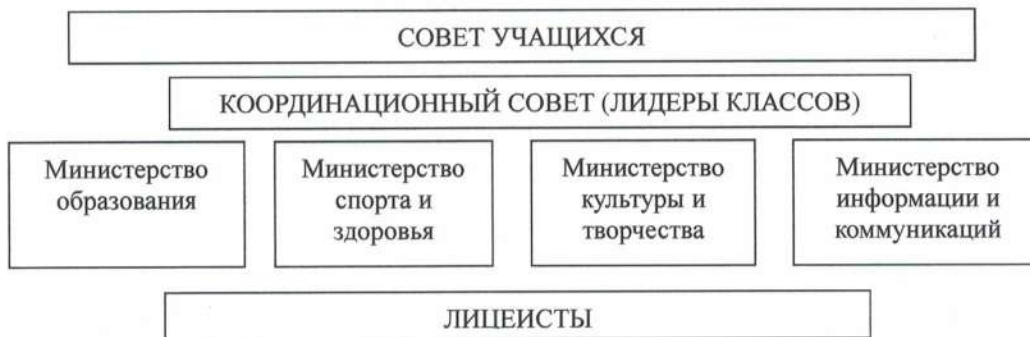 СОВЕТ УЧАЩИХСЯ
КООРДИНАЦИОННЫЙ СОВЕТ (ЛИДЕРЫ КЛАССОВ)
Министерство
образования
Министерство
спорта и
здоровья
Министерство
культуры и
творчества
Министерство
информации и
коммуникаций
ЛИЦЕИСТЫ